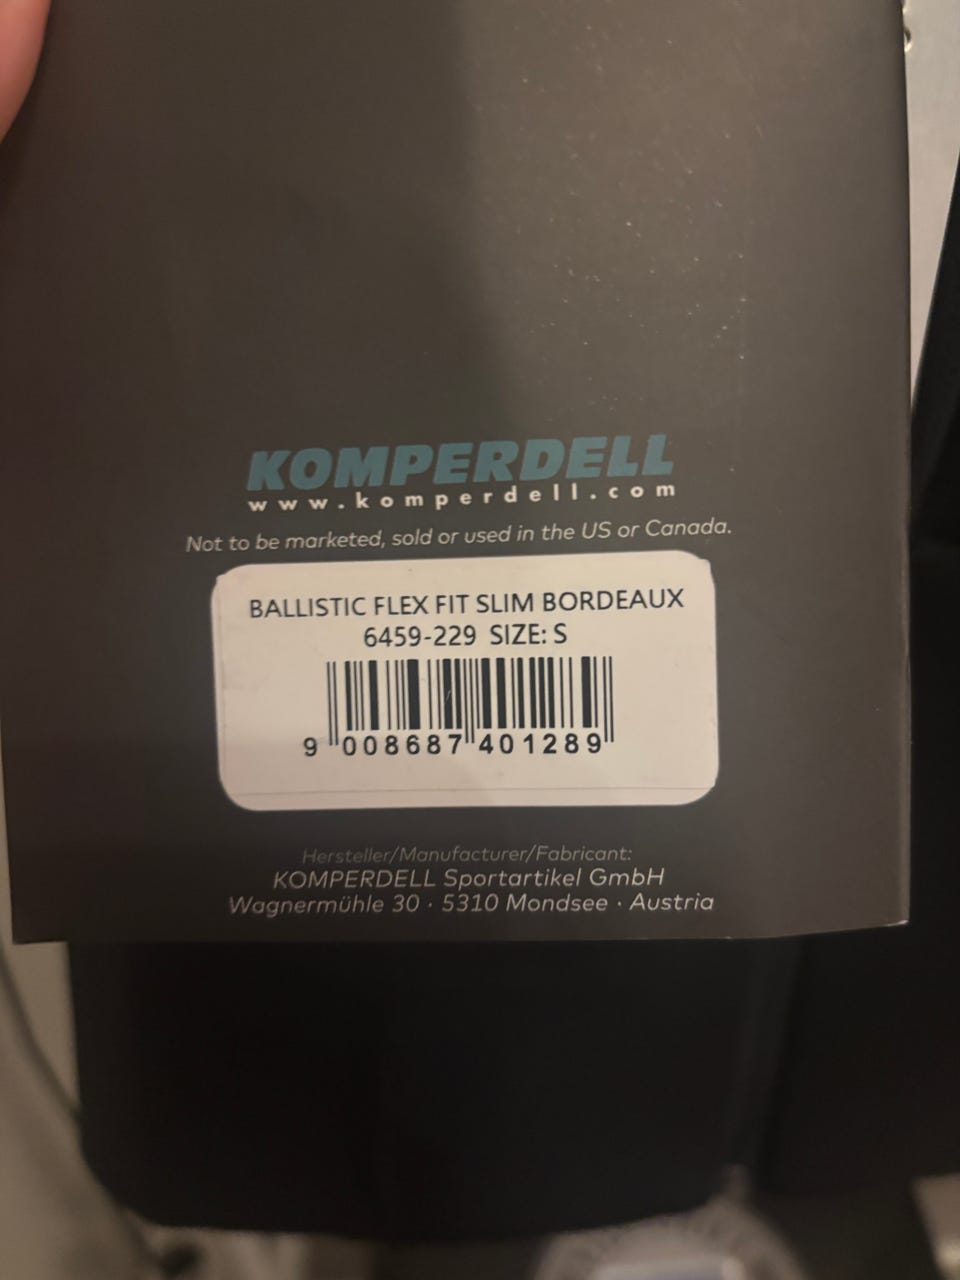 KOMPERDELL
www.komperdell.com
Not to be marketed, sold or used in the US or Canada.
BALLISTIC FLEX FIT SLIM BORDEAUX
6459-229 SIZE: S
9 008687 401289
Hersteller/Manufacturer/Fabricant:
KOMPERDELL Sportartikel GmbH
Wagnermühle 30 · 5310 Mondsee · Austria